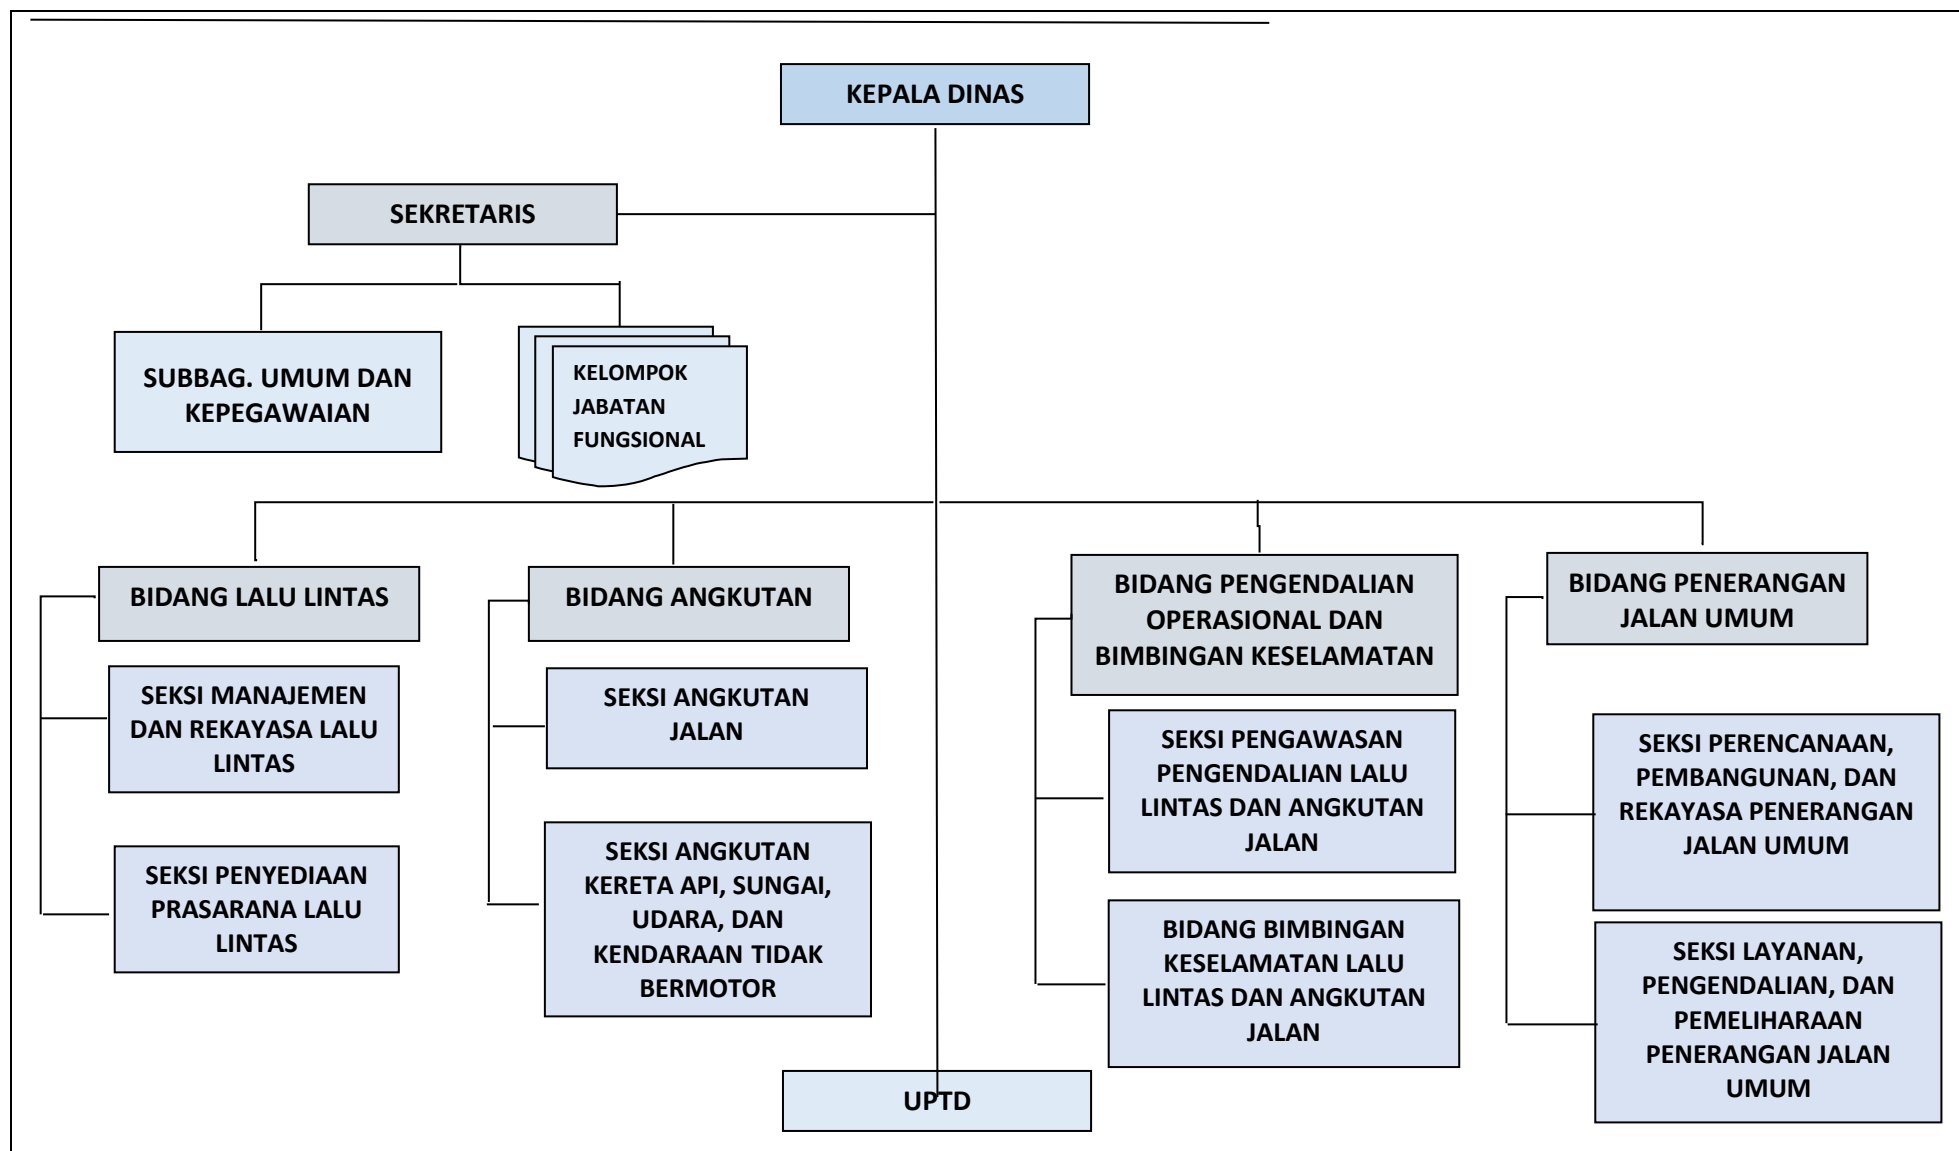 KEPALA DINAS
SEKRETARIS
SUBBAG. UMUM DAN
KEPEGAWAIAN
KELOMPOK
JABATAN
FUNGSIONAL
BIDANG LALU LINTAS
SEKSI MANAJEMEN
DAN REKAYASA LALU
LINTAS
SEKSI PENYEDIAAN
PRASARANA LALU
LINTAS
BIDANG ANGKUTAN
SEKSI ANGKUTAN
JALAN
SEKSI ANGKUTAN
KERETA API, SUNGAI,
UDARA, DAN
KENDARAAN TIDAK
BERMOTOR
BIDANG PENGENDALIAN
OPERASIONAL DAN
BIMBINGAN KESELAMATAN
SEKSI PENGAWASAN
PENGENDALIAN LALU
LINTAS DAN ANGKUTAN
JALAN
BIDANG BIMBINGAN
KESELAMATAN LALU
LINTAS DAN ANGKUTAN
JALAN
BIDANG PENERANGAN
JALAN UMUM
SEKSI PERENCANAAN,
PEMBANGUNAN, DAN
REKAYASA PENERANGAN
JALAN UMUM
SEKSI LAYANAN,
PENGENDALIAN, DAN
PEMELIHARAAN
PENERANGAN JALAN
UMUM
UPTD